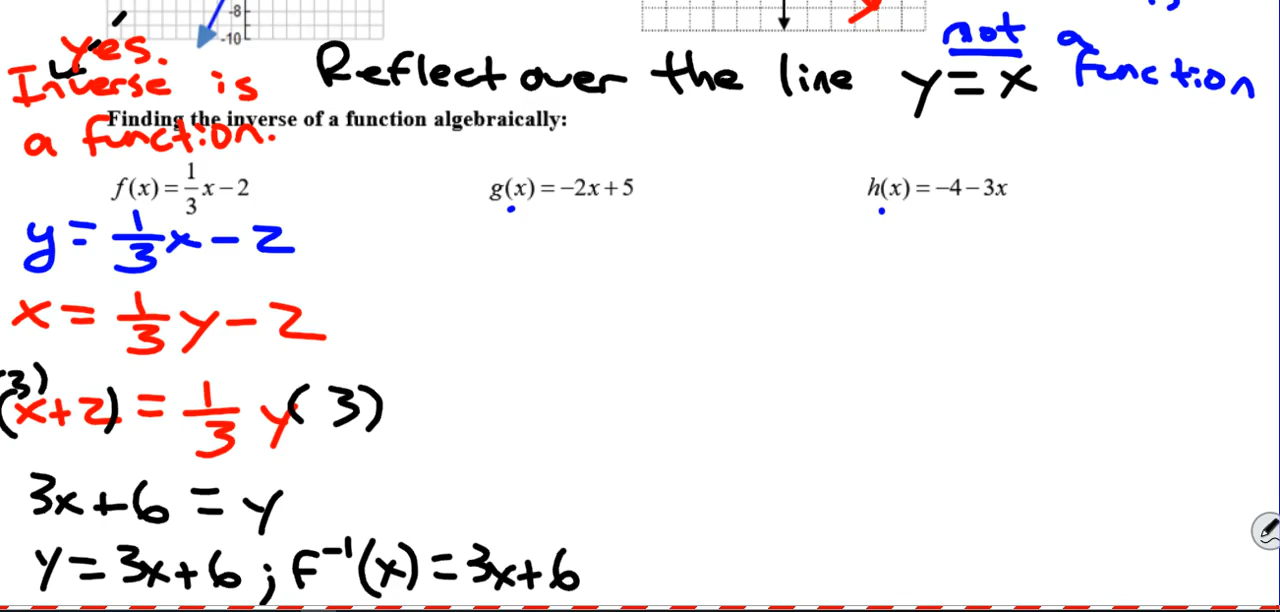 -8
-10
yes.
Inverse is
a function.
Reflect over the line y = x
not a
function
Finding the inverse of a function algebraically:
f(x) = 1/3 x − 2
g(x) = −2x + 5
h(x) = −4 − 3x
y = 1/3 x − 2
x = 1/3 y − 2
(3)(x + 2) = 1/3 y (3)
3x + 6 = y
y = 3x + 6 ; f⁻¹(x) = 3x + 6